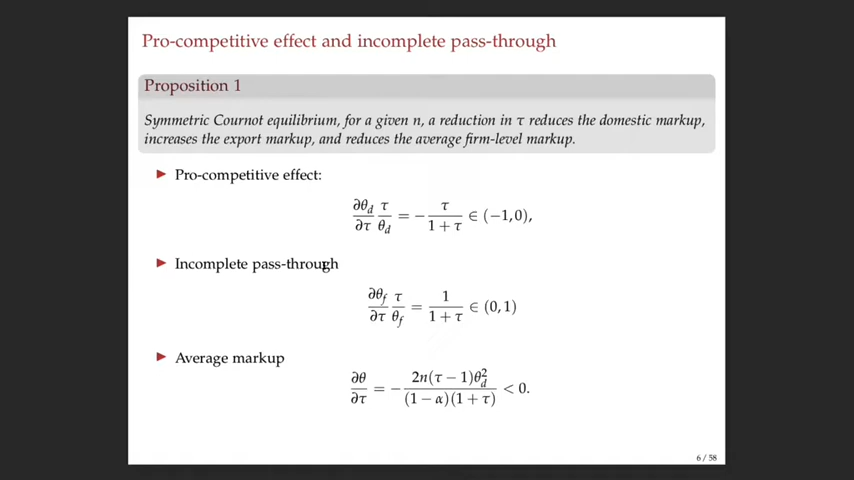 Pro-competitive effect and incomplete pass-through
Proposition 1
Symmetric Cournot equilibrium, for a given n, a reduction in τ reduces the domestic markup,
increases the export markup, and reduces the average firm-level markup.
▶ Pro-competitive effect:
∂θ_d/∂τ τ/θ_d = − τ/(1 + τ) ∈ (−1, 0),
▶ Incomplete pass-through
∂θ_f/∂τ τ/θ_f = 1/(1 + τ) ∈ (0, 1)
▶ Average markup
∂θ/∂τ = − 2n(τ − 1)θ_d^2/((1 − α)(1 + τ)) < 0.
6 / 58